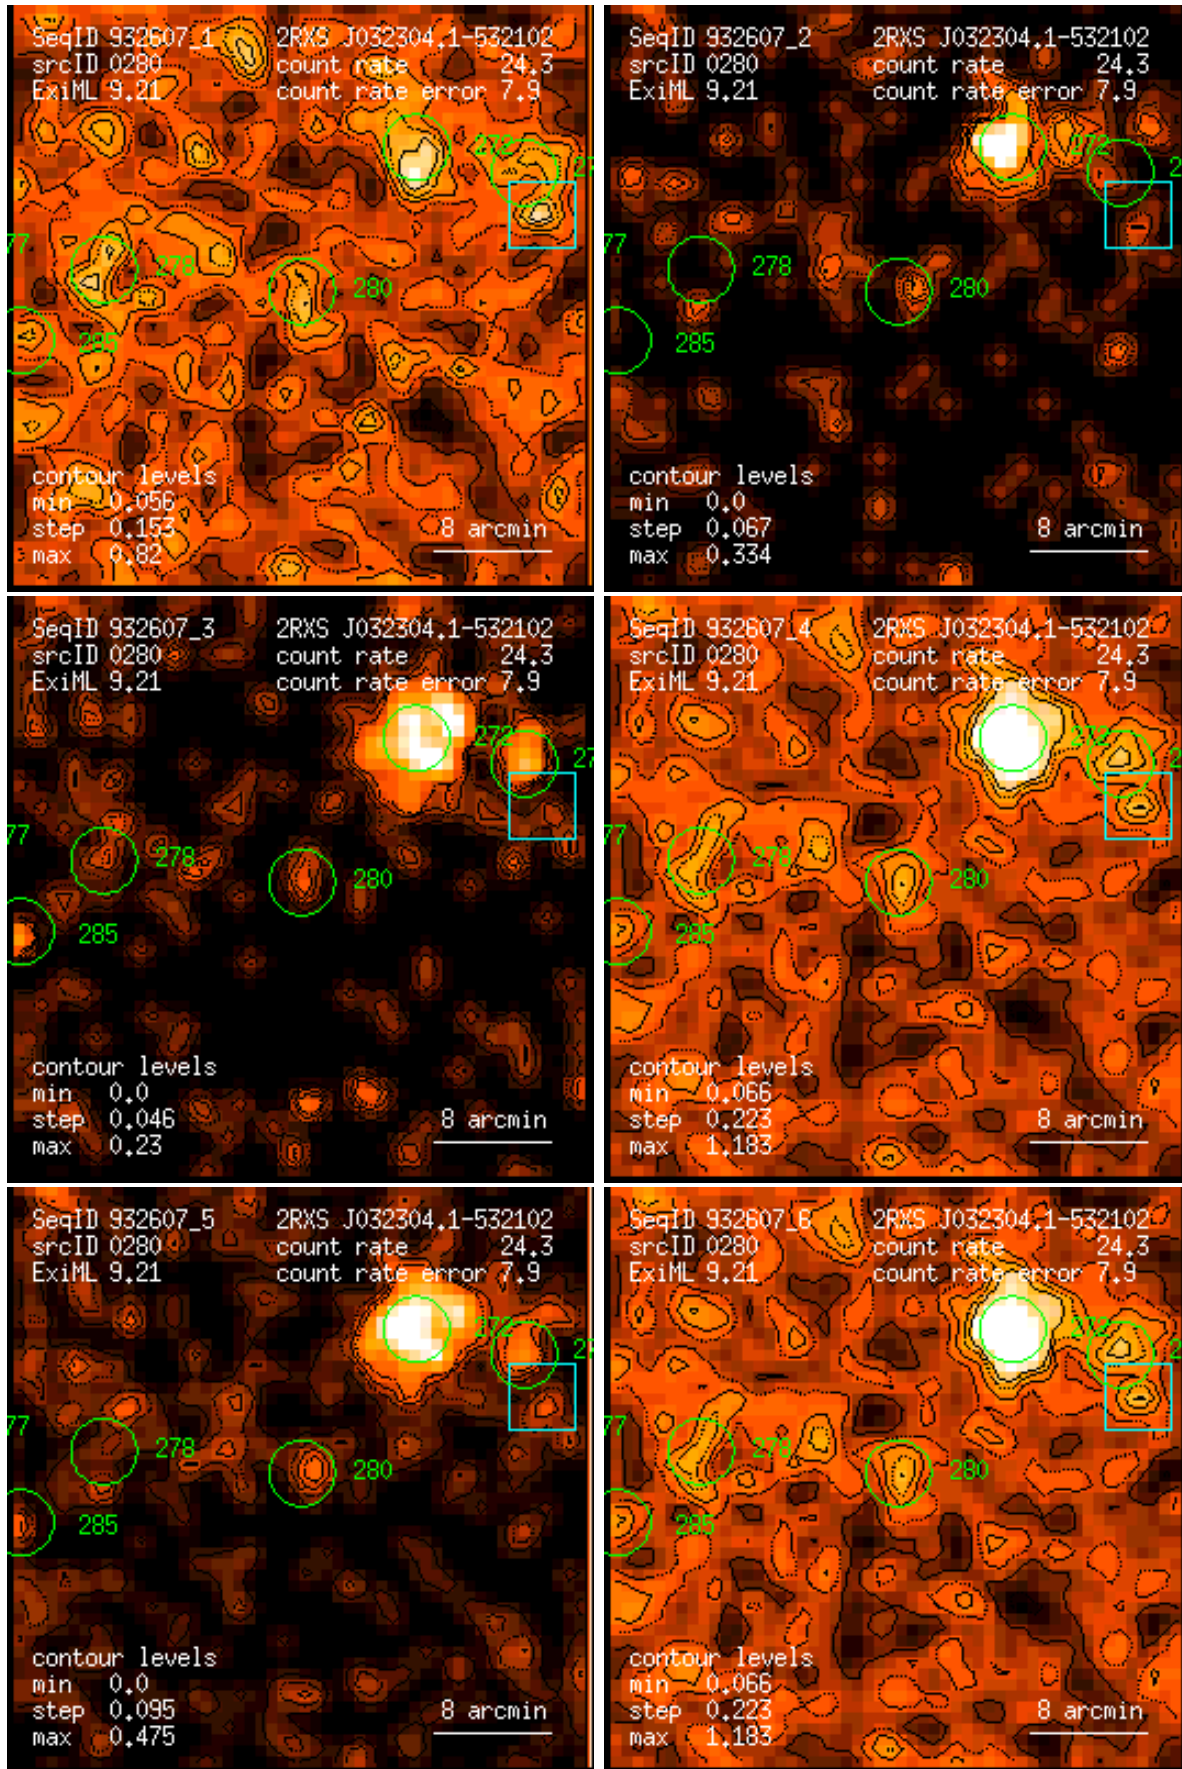 SeqID 932607_1 2RXS J032304.1-532102
srcID 0280 count rate 24.3
ExiML 9.21 count rate error 7.9
272
27
77
278
280
285
contour levels
min 0.056
step 0.153
max 0.82
8 arcmin
SeqID 932607_2 2RXS J032304.1-532102
srcID 0280 count rate 24.3
ExiML 9.21 count rate error 7.9
272
2
77
278
280
285
contour levels
min 0.0
step 0.067
max 0.334
8 arcmin
SeqID 932607_3 2RXS J032304.1-532102
srcID 0280 count rate 24.3
ExiML 9.21 count rate error 7.9
272
27
77
278
280
285
contour levels
min 0.0
step 0.046
max 0.23
8 arcmin
SeqID 932607_4 2RXS J032304.1-532102
srcID 0280 count rate 24.3
ExiML 9.21 count rate error 7.9
272
2
77
278
280
285
contour levels
min 0.066
step 0.223
max 1.183
8 arcmin
SeqID 932607_5 2RXS J032304.1-532102
srcID 0280 count rate 24.3
ExiML 9.21 count rate error 7.9
272
27
77
278
280
285
contour levels
min 0.0
step 0.095
max 0.475
8 arcmin
SeqID 932607_6 2RXS J032304.1-532102
srcID 0280 count rate 24.3
ExiML 9.21 count rate error 7.9
272
2
77
278
280
285
contour levels
min 0.066
step 0.223
max 1.183
8 arcmin